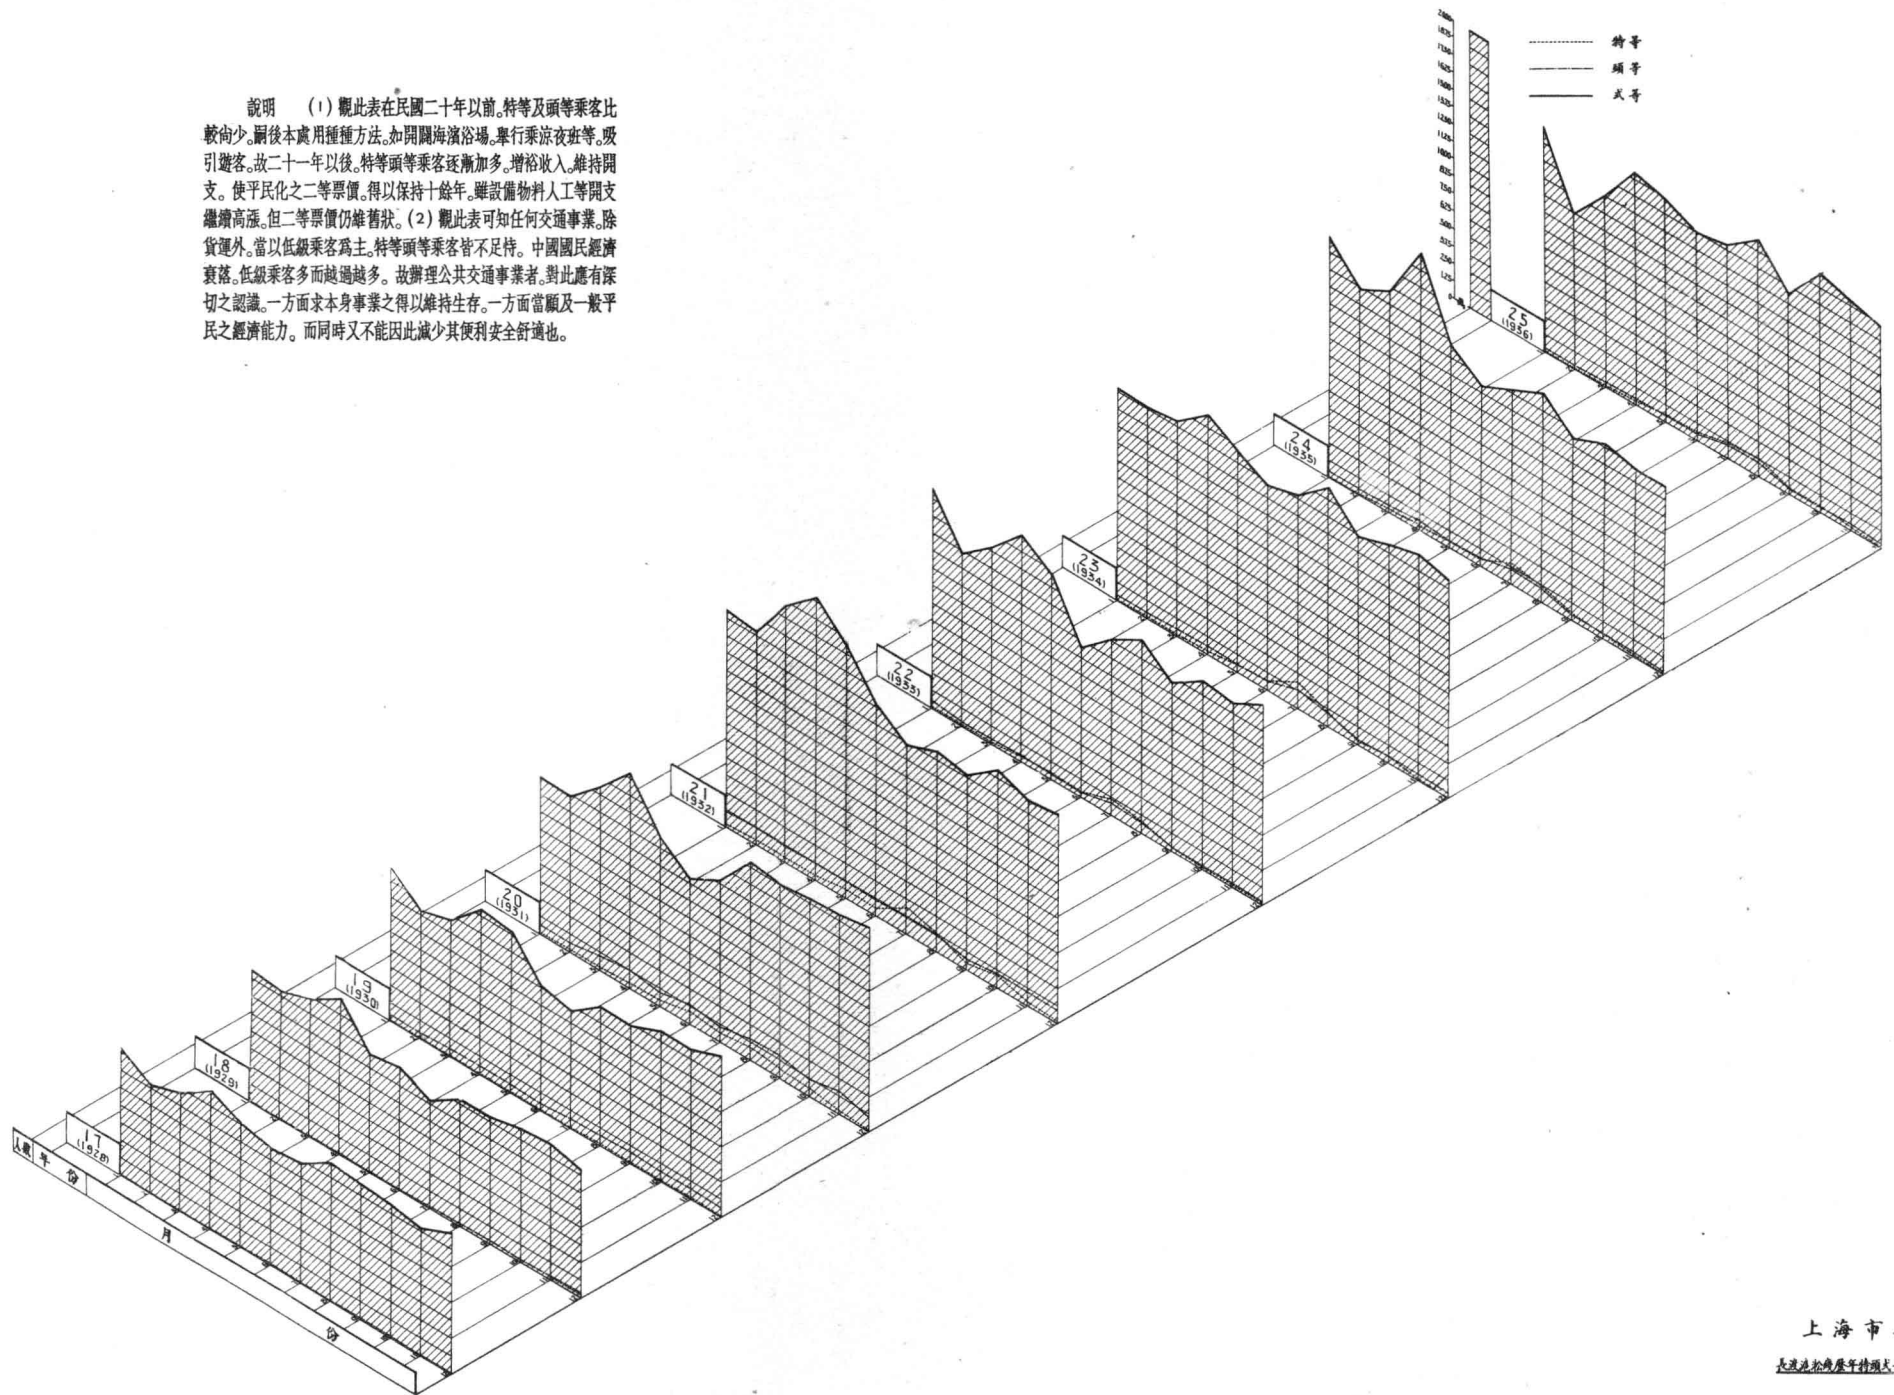 說明 (1) 觀此表在民國二十年以前。特等及頭等乘客比
較尙少。嗣後本處用種種方法。如開闢海濱浴場。舉行乘涼夜班等。吸
引遊客。故二十一年以後。特等頭等乘客逐漸加多。增裕收入。維持開
支。使平民化之二等票價。得以保持十餘年。雖設備物料人工等開支
繼續高漲。但二等票價仍維舊狀。(2) 觀此表可知任何交通事業。除
貨運外。當以低級乘客爲主。特等頭等乘客皆不足恃。中國國民經濟
衰落。低級乘客多而越過越多。故辦理公共交通事業者。對此應有深
切之認識。一方面求本身事業之得以維持生存。一方面當顧及一般平
民之經濟能力。而同時又不能因此減少其便利安全舒適也。
特等
頭等
弍等
25
(1936)
24
(1935)
23
(1934)
22
(1933)
21
(1932)
20
(1931)
19
(1930)
18
(1929)
17
(1928)
人數
年份
月份
上海市